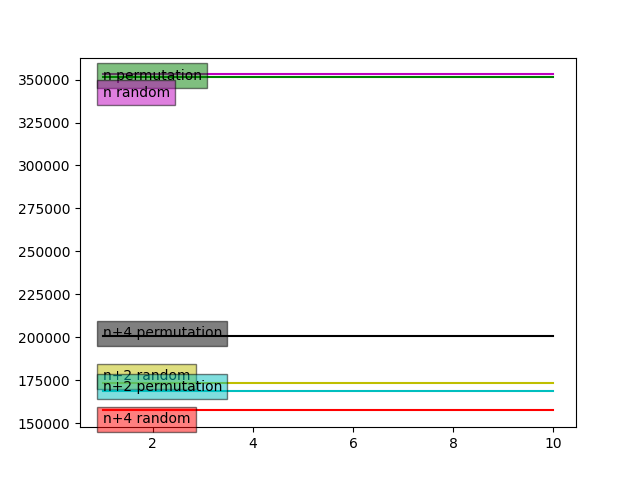 350000
n permutation
n random
325000
300000
275000
250000
225000
200000
n+4 permutation
175000
n+2 random
n+2 permutation
150000
n+4 random
2 4 6 8 10